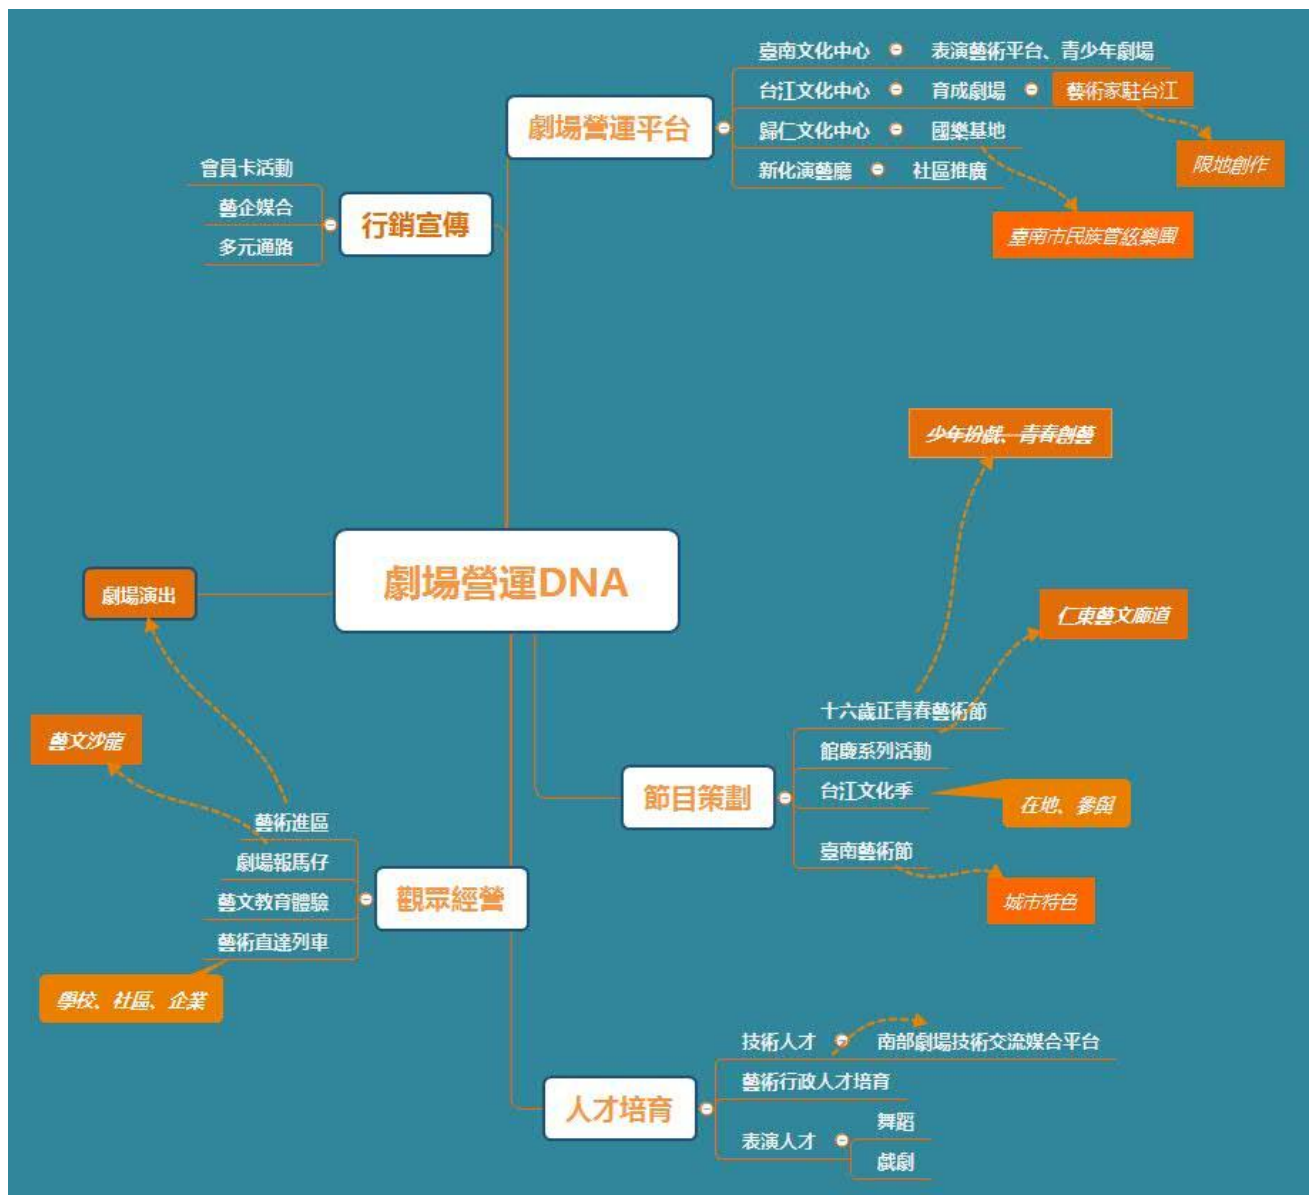 劇場營運DNA
劇場營運平台
臺南文化中心
表演藝術平台、青少年劇場
台江文化中心
育成劇場
藝術家駐台江
限地創作
歸仁文化中心
國樂基地
臺南市民族管絃樂團
新化演藝廳
社區推廣
行銷宣傳
會員卡活動
藝企媒合
多元通路
劇場演出
節目策劃
十六歲正青春藝術節
少年扮戲、青春創藝
館慶系列活動
仁東藝文廊道
台江文化季
在地、參與
臺南藝術節
城市特色
觀眾經營
藝術進區
劇場報馬仔
藝文沙龍
藝文教育體驗
藝術直達列車
學校、社區、企業
人才培育
技術人才
南部劇場技術交流媒合平台
藝術行政人才培育
表演人才
舞蹈
戲劇